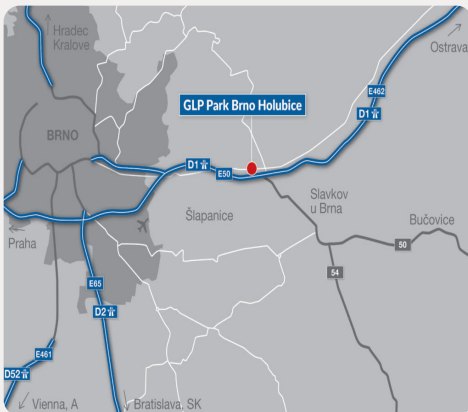 Hradec
Kralove
Ostrava
E462
GLP Park Brno Holubice
D1
BRNO
D1
E50
Slavkov
u Brna
Šlapanice
Bučovice
Praha
50
54
E65
D2
E461
D52
Vienna, A
Bratislava, SK